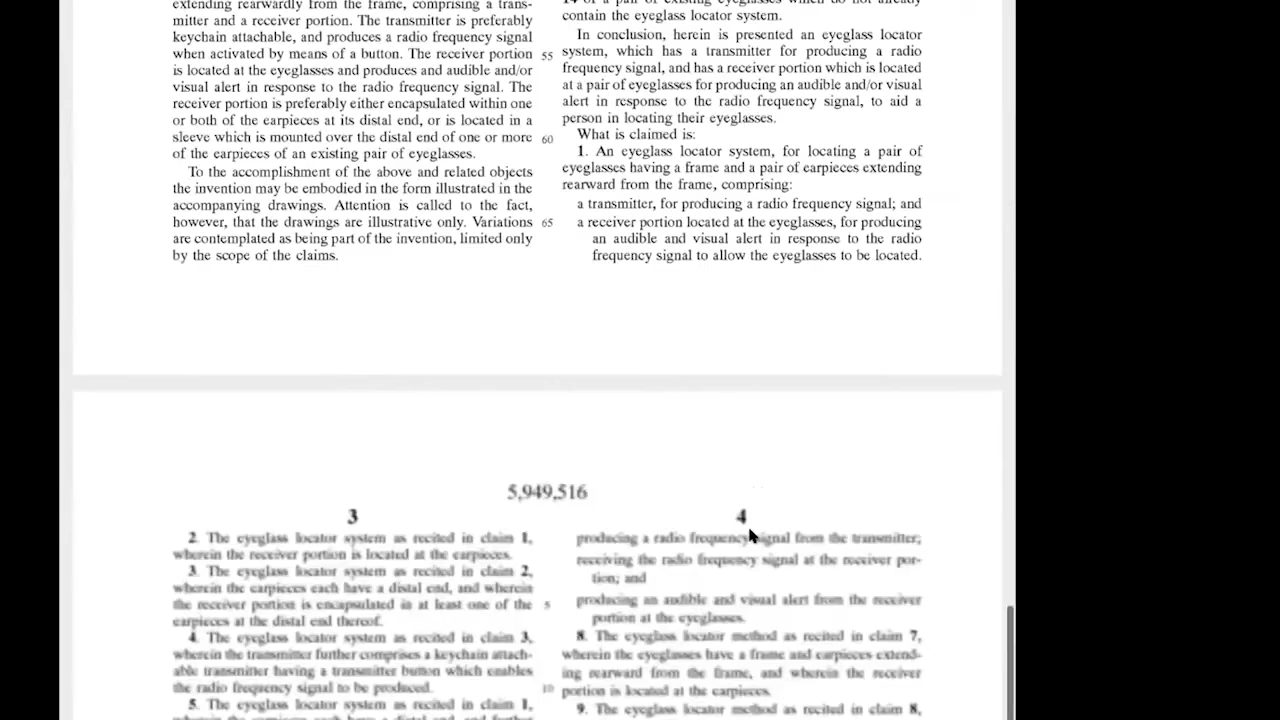 extending rearwardly from the frame, comprising a trans-
mitter and a receiver portion. The transmitter is preferably
keychain attachable, and produces a radio frequency signal
when activated by means of a button. The receiver portion
is located at the eyeglasses and produces and audible and/or
visual alert in response to the radio frequency signal. The
receiver portion is preferably either encapsulated within one
or both of the earpieces at its distal end, or is located in a
sleeve which is mounted over the distal end of one or more
of the earpieces of an existing pair of eyeglasses.
To the accomplishment of the above and related objects
the invention may be embodied in the form illustrated in the
accompanying drawings. Attention is called to the fact,
however, that the drawings are illustrative only. Variations
are contemplated as being part of the invention, limited only
by the scope of the claims.
55
60
65
14 of a pair of existing eyeglasses which do not already
contain the eyeglass locator system.
In conclusion, herein is presented an eyeglass locator
system, which has a transmitter for producing a radio
frequency signal, and has a receiver portion which is located
at a pair of eyeglasses for producing an audible and/or visual
alert in response to the radio frequency signal, to aid a
person in locating their eyeglasses.
What is claimed is:
1. An eyeglass locator system, for locating a pair of
eyeglasses having a frame and a pair of earpieces extending
rearward from the frame, comprising:
a transmitter, for producing a radio frequency signal; and
a receiver portion located at the eyeglasses, for producing
an audible and visual alert in response to the radio
frequency signal to allow the eyeglasses to be located.
5,949,516
3
2. The eyeglass locator system as recited in claim 1,
wherein the receiver portion is located at the earpieces.
3. The eyeglass locator system as recited in claim 2,
wherein the earpieces each have a distal end, and wherein
the receiver portion is encapsulated in at least one of the
earpieces at the distal end thereof.
4. The eyeglass locator system as recited in claim 3,
wherein the transmitter further comprises a keychain attach-
able transmitter having a transmitter button which enables
the radio frequency signal to be produced.
5. The eyeglass locator system as recited in claim 1,
wherein the earpieces each have a distal end, and further
5
10
4
producing a radio frequency signal from the transmitter;
receiving the radio frequency signal at the receiver por-
tion; and
producing an audible and visual alert from the receiver
portion at the eyeglasses.
8. The eyeglass locator method as recited in claim 7,
wherein the eyeglasses have a frame and earpieces extend-
ing rearward from the frame, and wherein the receiver
portion is located at the earpieces.
9. The eyeglass locator method as recited in claim 8,